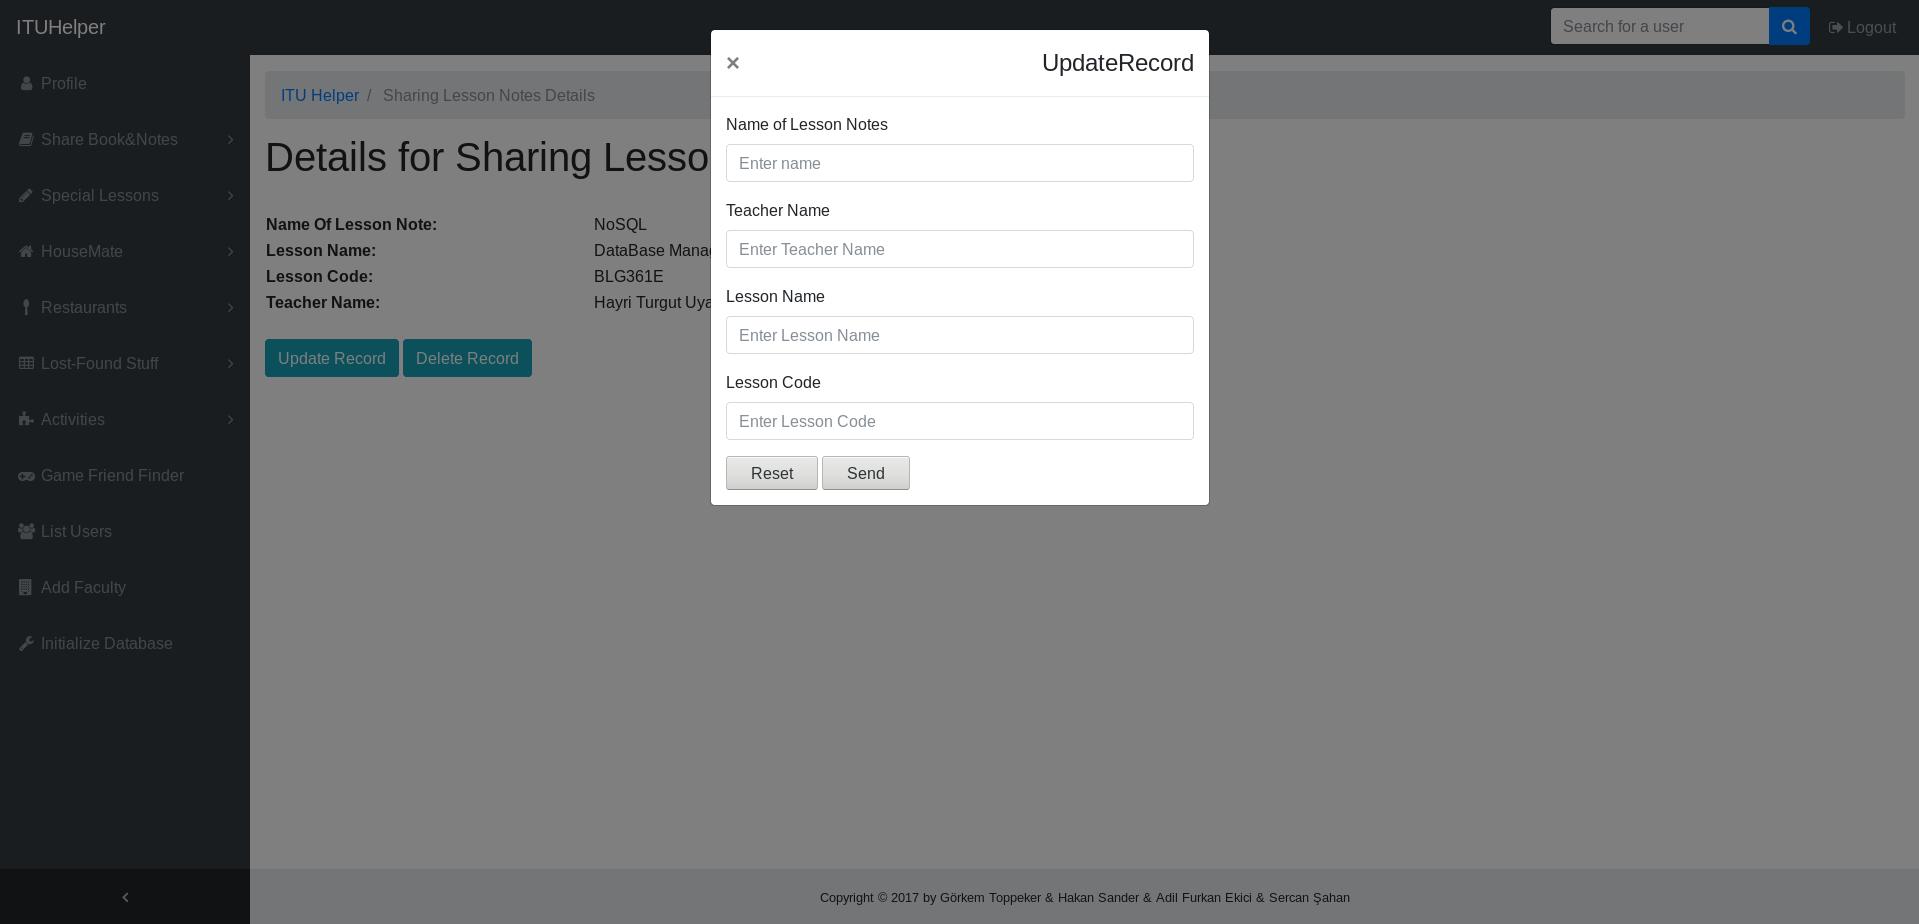 ITUHelper
Search for a user
Logout
Profile
Share Book&Notes
Special Lessons
HouseMate
Restaurants
Lost-Found Stuff
Activities
Game Friend Finder
List Users
Add Faculty
Initialize Database
ITU Helper / Sharing Lesson Notes Details
Details for Sharing Lesso
Name Of Lesson Note: NoSQL
Lesson Name: DataBase Mana
Lesson Code: BLG361E
Teacher Name: Hayri Turgut Uya
Update Record Delete Record
× UpdateRecord
Name of Lesson Notes
Enter name
Teacher Name
Enter Teacher Name
Lesson Name
Enter Lesson Name
Lesson Code
Enter Lesson Code
Reset Send
Copyright © 2017 by Görkem Toppeker & Hakan Sander & Adil Furkan Ekici & Sercan Şahan